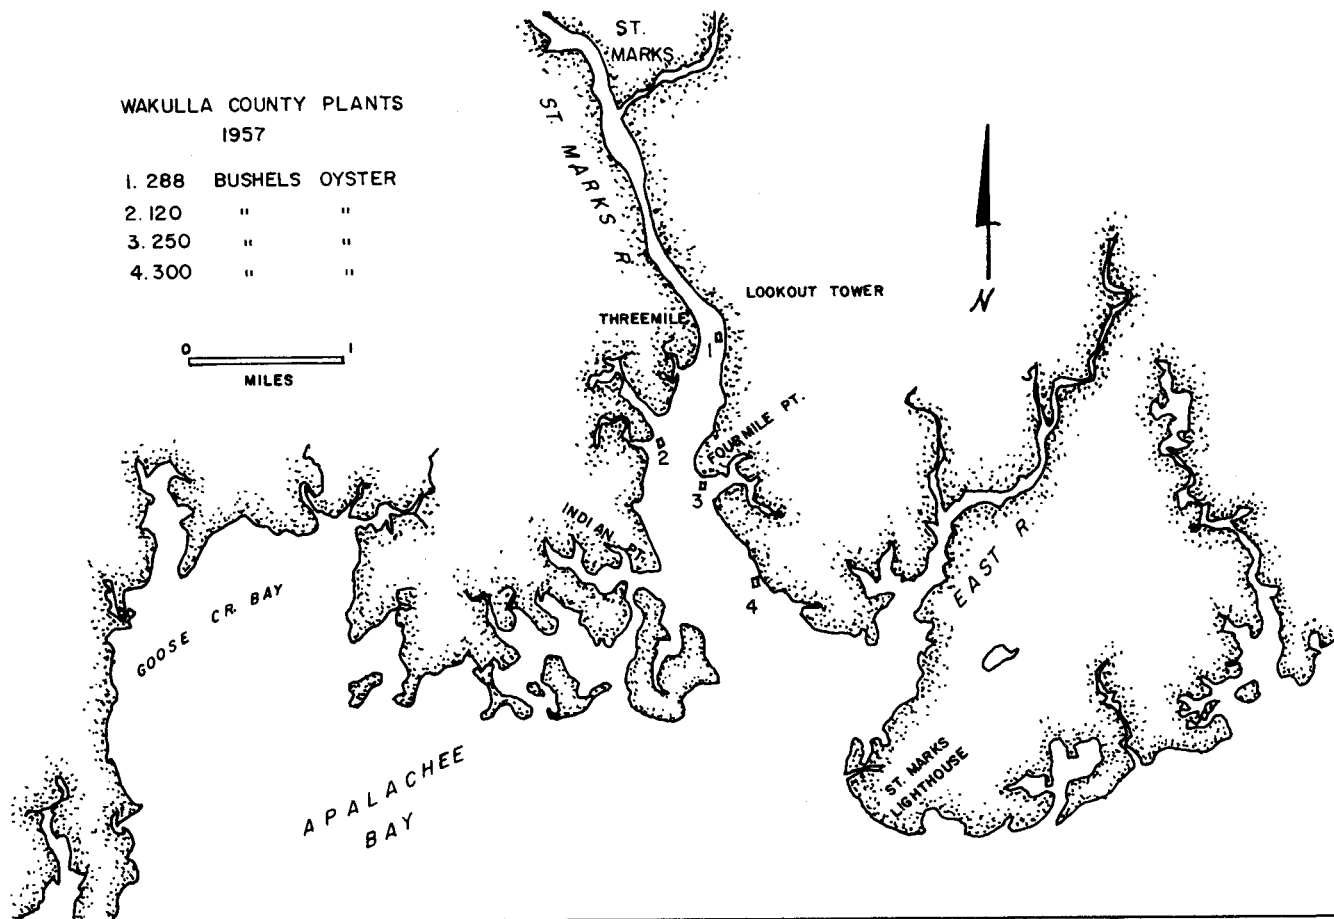 WAKULLA COUNTY PLANTS
1957
1. 288 BUSHELS OYSTER
2. 120 " "
3. 250 " "
4. 300 " "
0 1
MILES
ST.
MARKS
ST. MARKS R
LOOKOUT TOWER
N
THREEMILE
1
FOURMILE PT.
2
3
INDIAN PT.
4
EAST R.
GOOSE CR. BAY
APALACHEE
BAY
ST. MARKS
LIGHTHOUSE